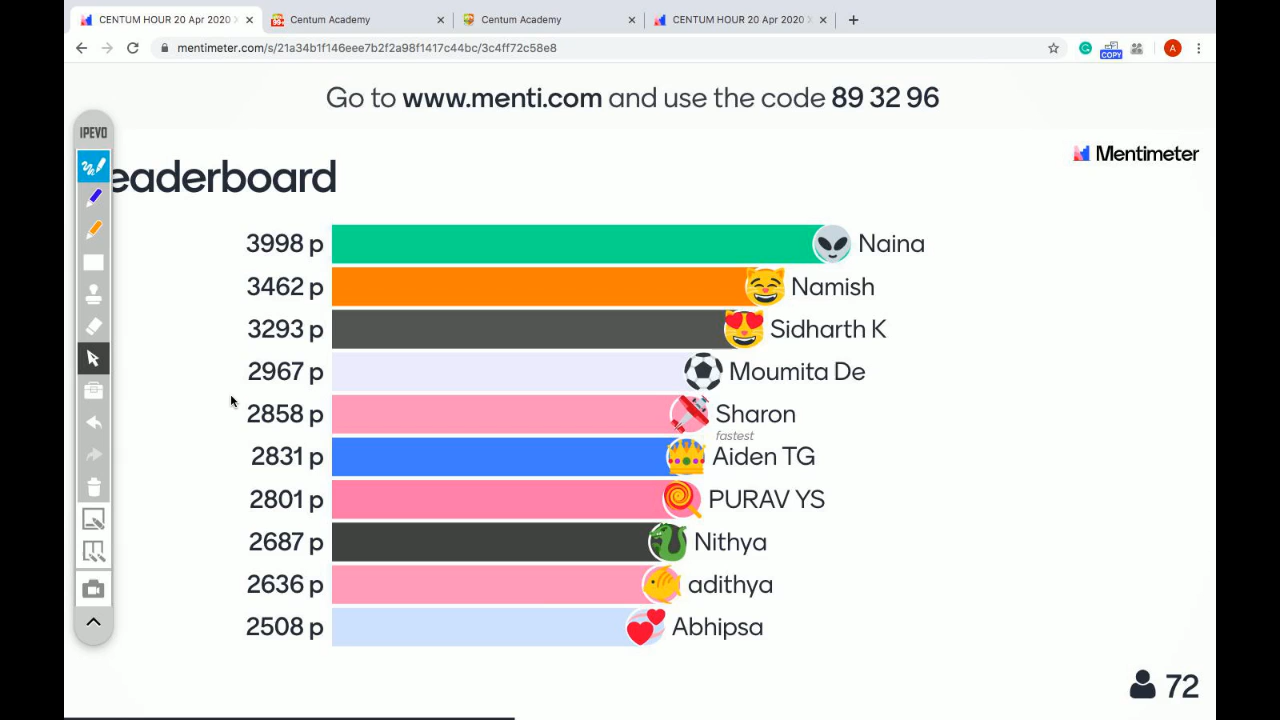 CENTUM HOUR 20 Apr 2020
Centum Academy
Centum Academy
CENTUM HOUR 20 Apr 2020
mentimeter.com/s/21a34b1f146eee7b2f2a98f1417c44bc/3c4ff72c58e8
COPY
A
Go to www.menti.com and use the code 89 32 96
IPEVO
Mentimeter
eaderboard
3998 p Naina
3462 p Namish
3293 p Sidharth K
2967 p Moumita De
2858 p Sharon
fastest
2831 p Aiden TG
2801 p PURAV YS
2687 p Nithya
2636 p adithya
2508 p Abhipsa
72